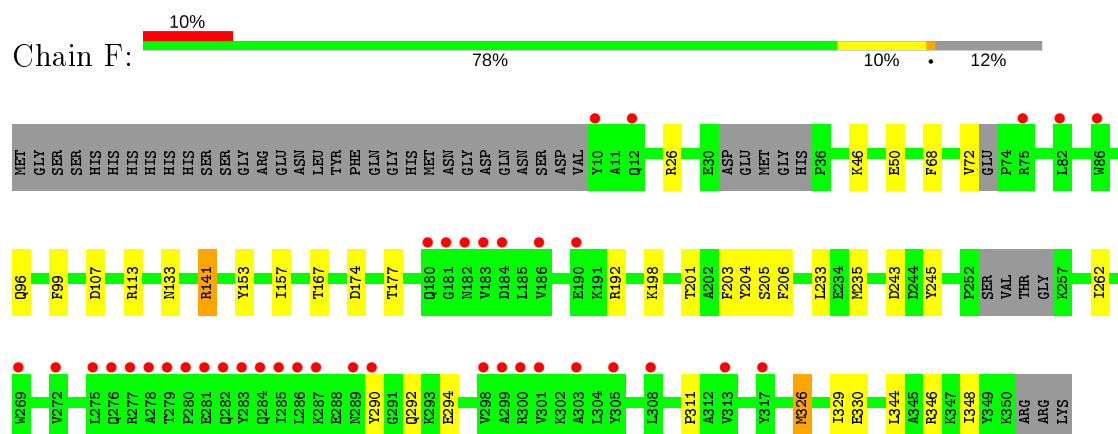 10%
Chain F:
78% 10% • 12%
MET GLY SER SER HIS HIS HIS HIS HIS HIS SER SER GLY ARG GLU ASN LEU TYR PHE GLN GLY HIS MET ASN GLY ASP GLN ASN SER ASP VAL Y10 A11 Q12 R26 E30 ASP GLU MET GLY HIS P36 K46 E50 F68 V72 GLU P74 R75 L82 W86
Q96 F99 D107 R113 N133 R141 Y153 I157 T167 D174 T177 Q180 G181 N182 V183 D184 L185 V186 E190 K191 R192 K198 T201 A202 F203 Y204 S205 F206 L233 E234 M235 D243 D244 Y245 P252 SER VAL THR GLY K257 I262
W269 V272 L275 Q276 R277 A278 T279 P280 E281 Q282 Y283 Q284 I285 L286 K287 E288 N289 Y290 G291 Q292 K293 E294 V298 A299 R300 V301 K302 A303 L304 Y305 L308 P311 A312 V313 Y317 M326 I329 E330 L344 A345 R346 K347 I348 Y349 K350 ARG ARG LYS